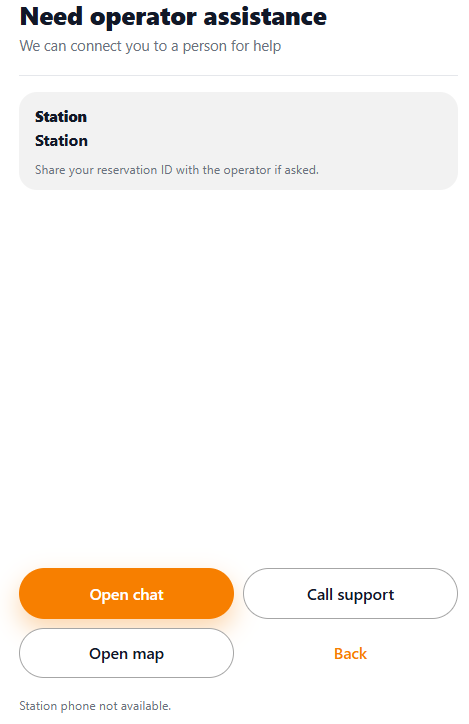 Need operator assistance
We can connect you to a person for help
Station
Station
Share your reservation ID with the operator if asked.
Open chat
Call support
Open map
Back
Station phone not available.